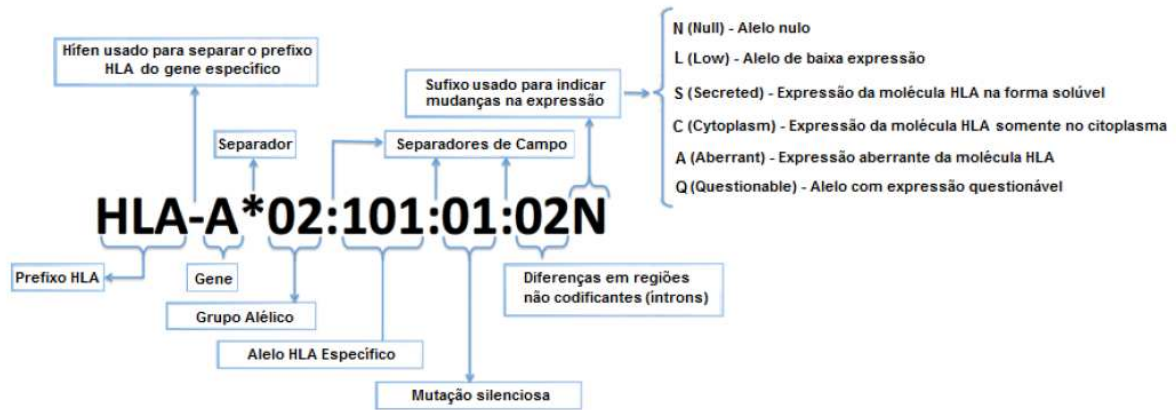 Hífen usado para separar o prefixo
HLA do gene específico
Sufixo usado para indicar
mudanças na expressão
N (Null) - Alelo nulo
L (Low) - Alelo de baixa expressão
S (Secreted) - Expressão da molécula HLA na forma solúvel
C (Cytoplasm) - Expressão da molécula HLA somente no citoplasma
A (Aberrant) - Expressão aberrante da molécula HLA
Q (Questionable) - Alelo com expressão questionável
Separador
Separadores de Campo
HLA-A*02:101:01:02N
Prefixo HLA
Gene
Diferenças em regiões
não codificantes (íntrons)
Grupo Alélico
Alelo HLA Específico
Mutação silenciosa